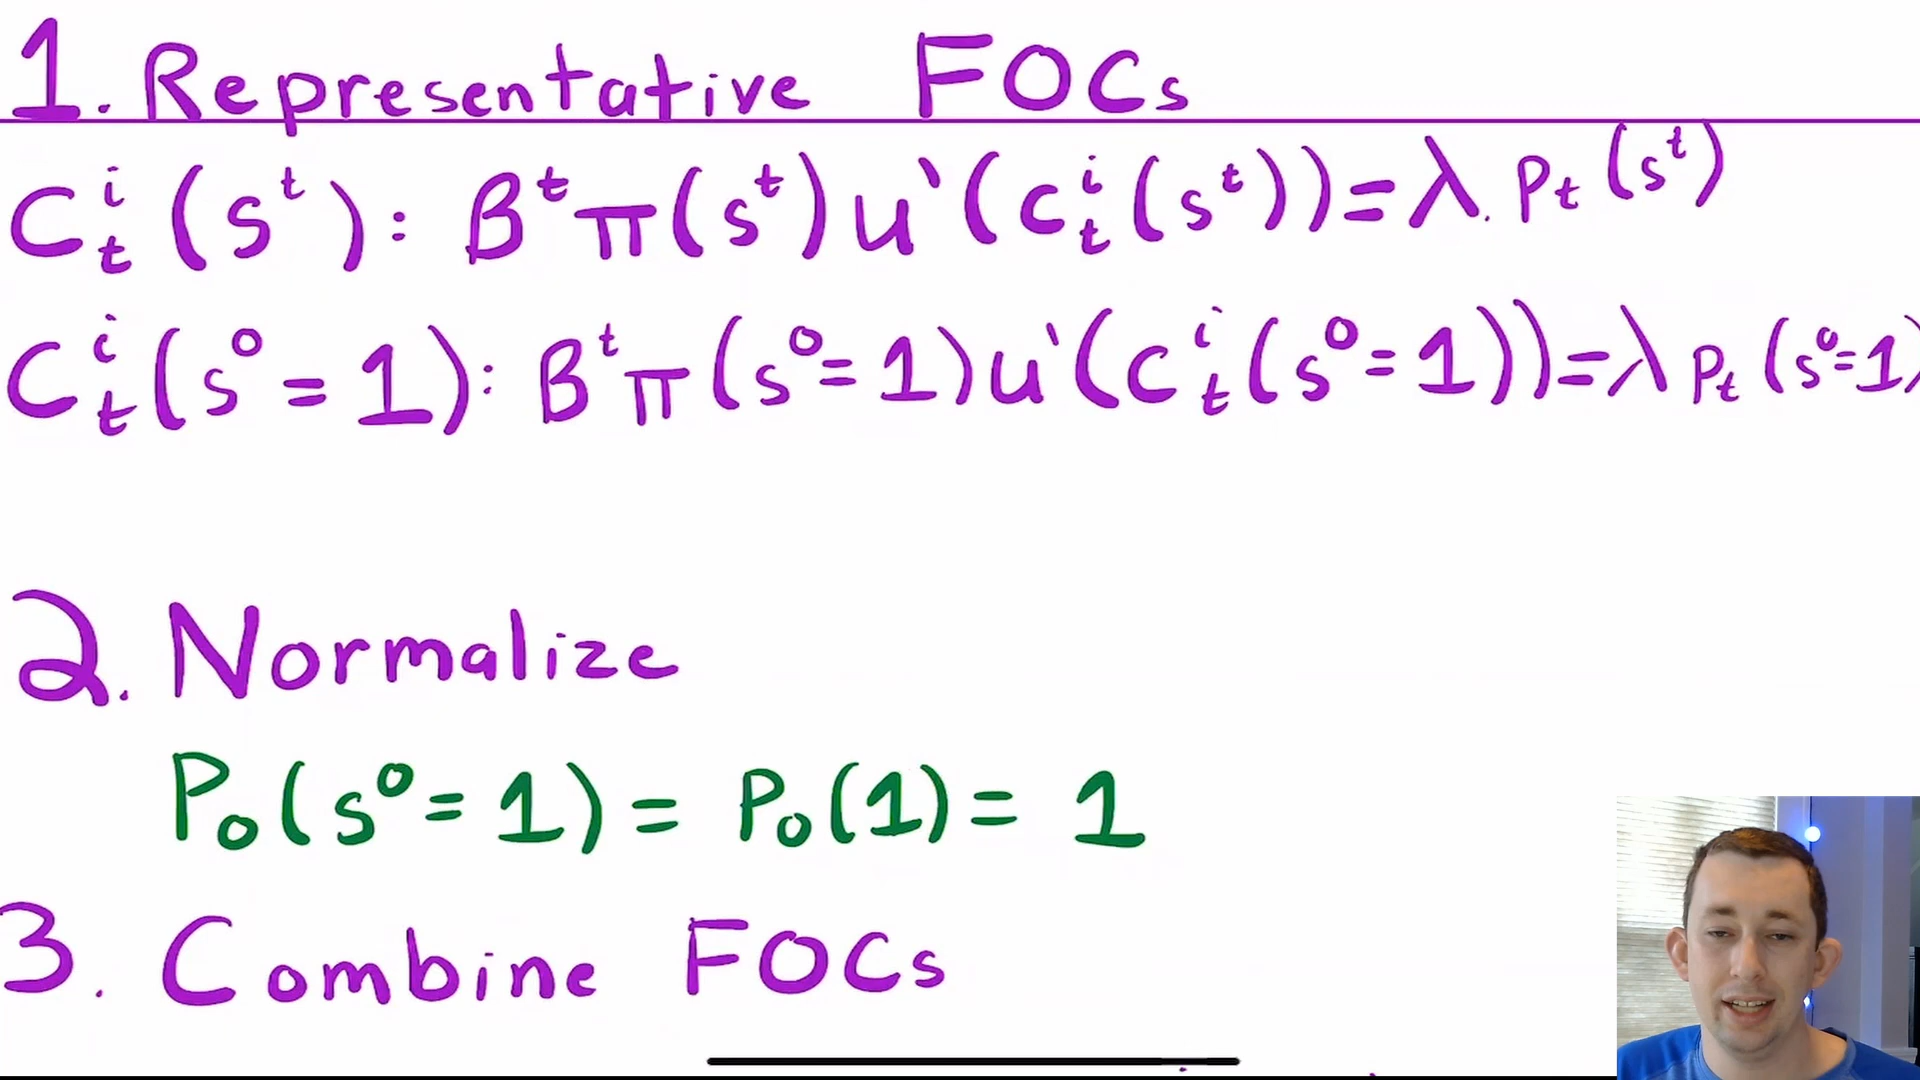 1. Representative FOCs
C_t^i(s^t): β^t π(s^t) u'(c_t^i(s^t)) = λ. p_t(s^t)
C_t^i(s^0 = 1): β^t π(s^0 = 1) u'(c_t^i(s^0 = 1)) = λ p_t(s^0 = 1)
2. Normalize
P_0(s^0 = 1) = P_0(1) = 1
3. Combine FOCs